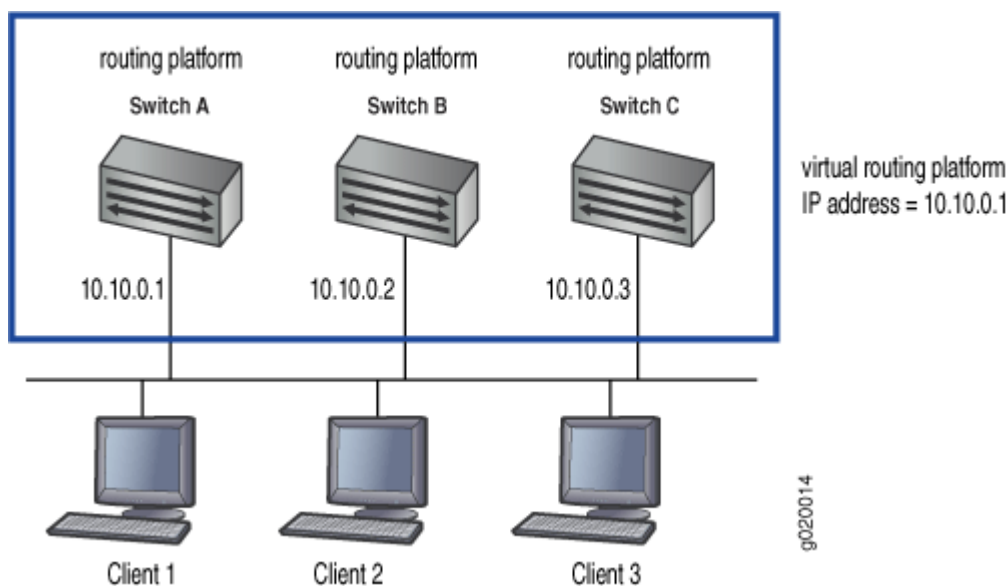 routing platform routing platform routing platform
Switch A Switch B Switch C
virtual routing platform
IP address = 10.10.0.1
10.10.0.1 10.10.0.2 10.10.0.3
g020014
Client 1 Client 2 Client 3